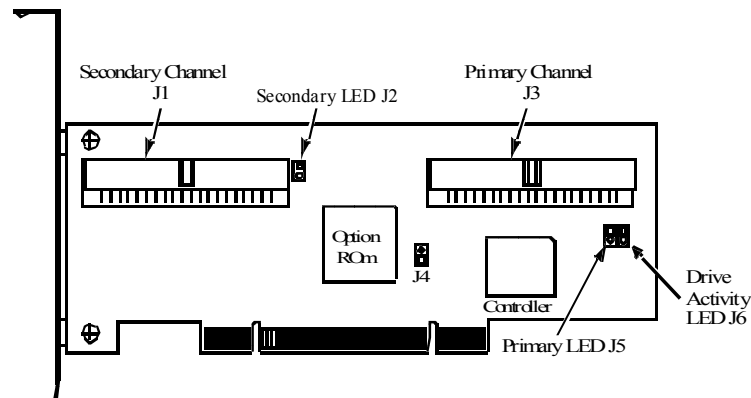 Secondary Channel
J1
Secondary LED J2
Primary Channel
J3
Option
ROm
J4
Controller
Drive
Activity
LED J6
Primary LED J5